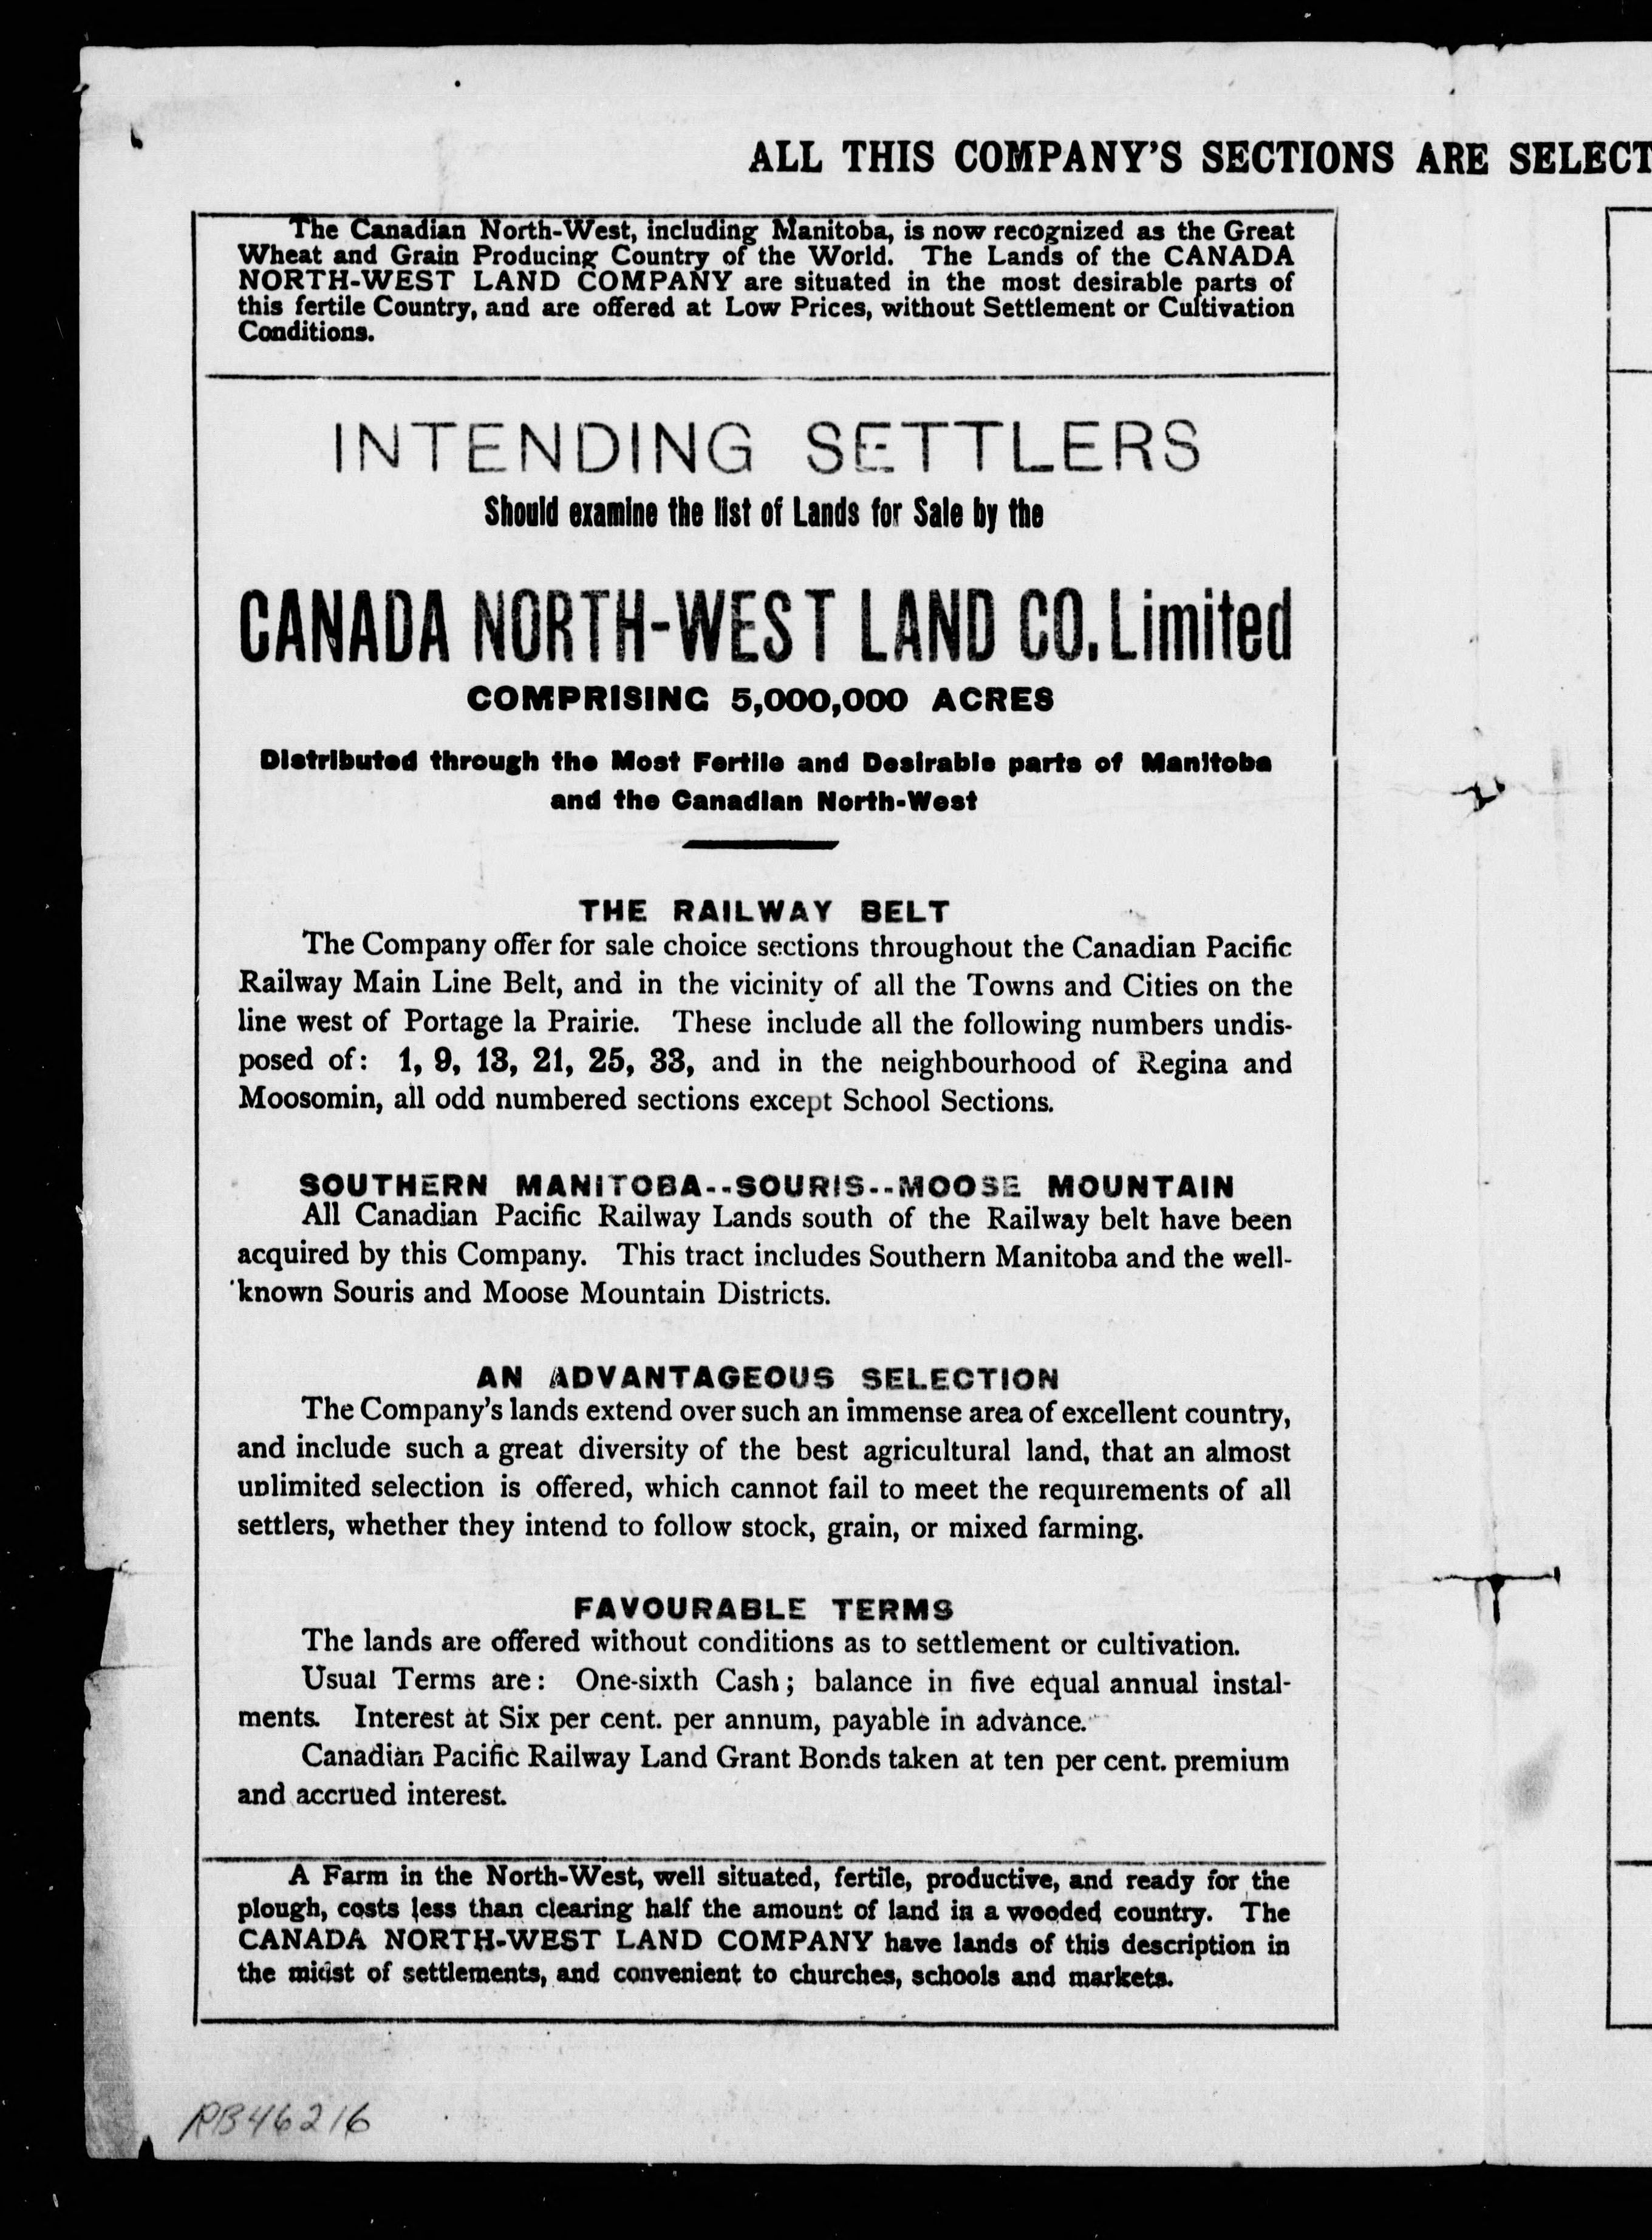 ALL THIS COMPANY'S SECTIONS ARE SELECT
The Canadian North-West, including Manitoba, is now recognized as the Great
Wheat and Grain Producing Country of the World. The Lands of the CANADA
NORTH-WEST LAND COMPANY are situated in the most desirable parts of
this fertile Country, and are offered at Low Prices, without Settlement or Cultivation
Conditions.
INTENDING SETTLERS
Should examine the list of Lands for Sale by the
CANADA NORTH-WEST LAND CO. Limited
COMPRISING 5,000,000 ACRES
Distributed through the Most Fertile and Desirable parts of Manitoba
and the Canadian North-West
THE RAILWAY BELT
The Company offer for sale choice sections throughout the Canadian Pacific
Railway Main Line Belt, and in the vicinity of all the Towns and Cities on the
line west of Portage la Prairie. These include all the following numbers undis-
posed of: 1, 9, 13, 21, 25, 33, and in the neighbourhood of Regina and
Moosomin, all odd numbered sections except School Sections.
SOUTHERN MANITOBA--SOURIS--MOOSE MOUNTAIN
All Canadian Pacific Railway Lands south of the Railway belt have been
acquired by this Company. This tract includes Southern Manitoba and the well-
known Souris and Moose Mountain Districts.
AN ADVANTAGEOUS SELECTION
The Company's lands extend over such an immense area of excellent country,
and include such a great diversity of the best agricultural land, that an almost
unlimited selection is offered, which cannot fail to meet the requirements of all
settlers, whether they intend to follow stock, grain, or mixed farming.
FAVOURABLE TERMS
The lands are offered without conditions as to settlement or cultivation.
Usual Terms are: One-sixth Cash; balance in five equal annual instal-
ments. Interest at Six per cent. per annum, payable in advance.
Canadian Pacific Railway Land Grant Bonds taken at ten per cent. premium
and accrued interest.
A Farm in the North-West, well situated, fertile, productive, and ready for the
plough, costs less than clearing half the amount of land in a wooded country. The
CANADA NORTH-WEST LAND COMPANY have lands of this description in
the midst of settlements, and convenient to churches, schools and markets.
RB46216